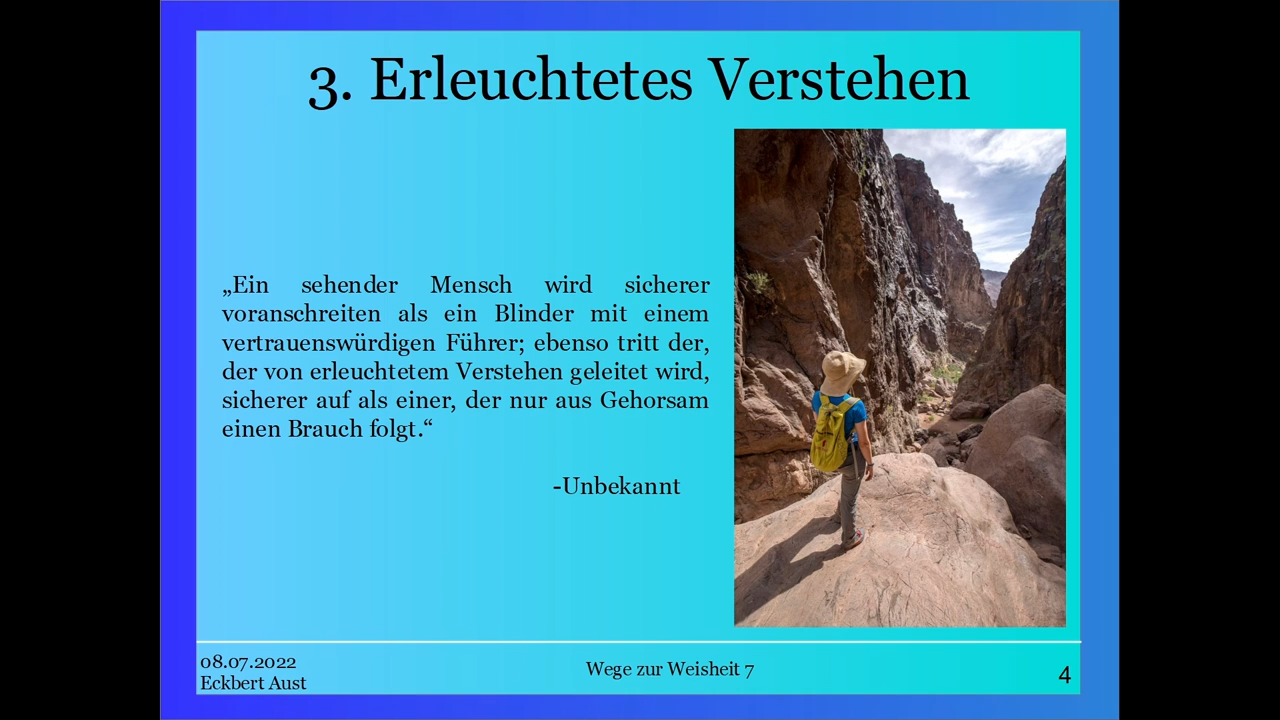 3. Erleuchtetes Verstehen
„Ein sehender Mensch wird sicherer
voranschreiten als ein Blinder mit einem
vertrauenswürdigen Führer; ebenso tritt der,
der von erleuchtetem Verstehen geleitet wird,
sicherer auf als einer, der nur aus Gehorsam
einen Brauch folgt.“
-Unbekannt
08.07.2022
Eckbert Aust
Wege zur Weisheit 7
4